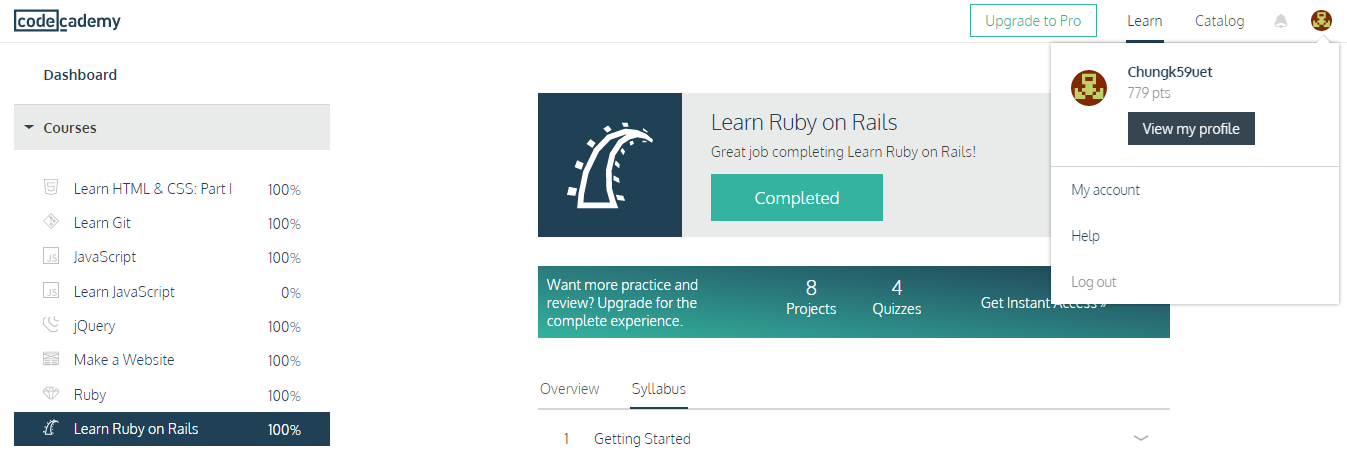 codecademy
Upgrade to Pro
Learn
Catalog
Dashboard
Courses
Learn HTML & CSS: Part I 100%
Learn Git 100%
JS JavaScript 100%
JS Learn JavaScript 0%
jQuery 100%
Make a Website 100%
Ruby 100%
Learn Ruby on Rails 100%
Learn Ruby on Rails
Great job completing Learn Ruby on Rails!
Completed
Want more practice and
review? Upgrade for the
complete experience.
8
Projects
4
Quizzes
Get Instant Access »
Overview
Syllabus
1 Getting Started
Chungk59uet
779 pts
View my profile
My account
Help
Log out